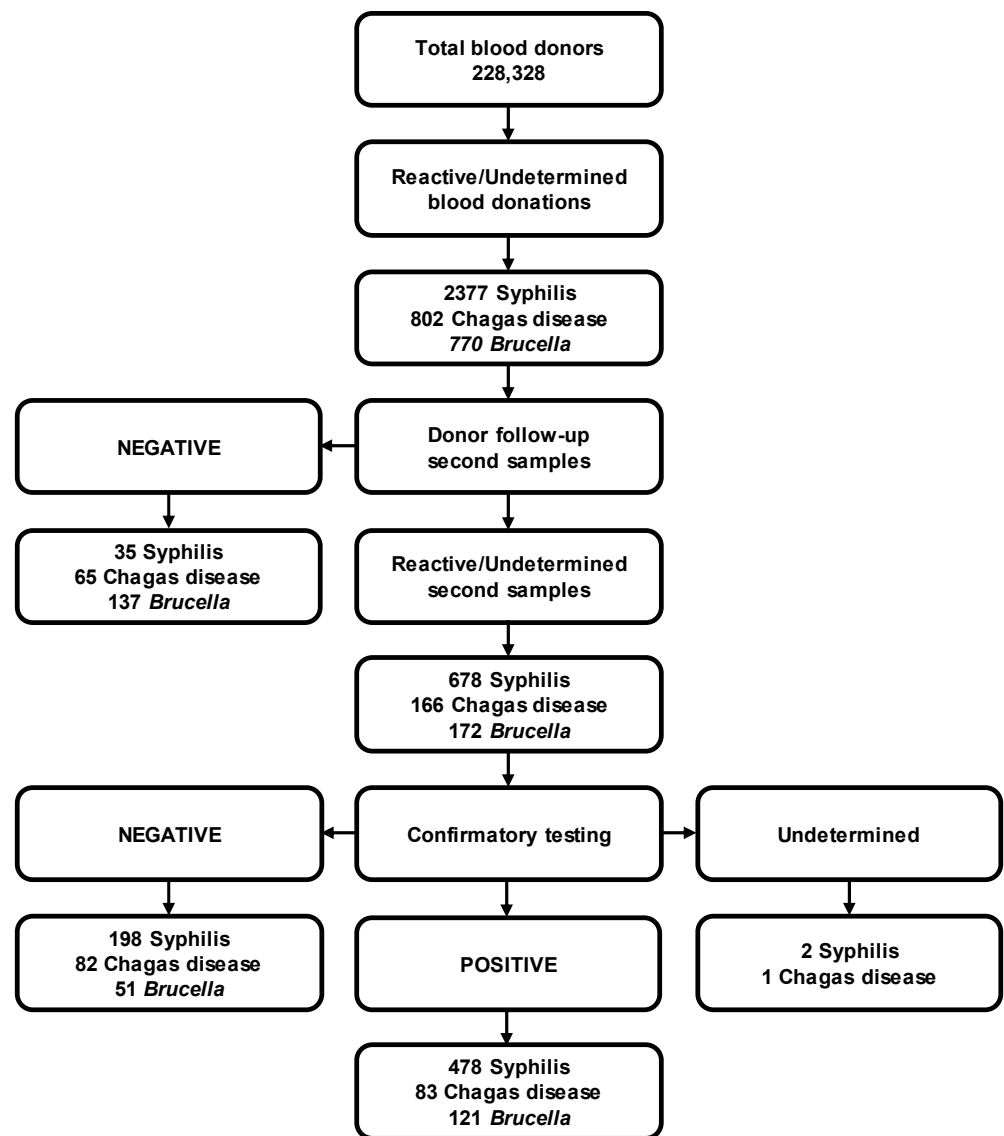 Total blood donors
228,328
Reactive/Undetermined
blood donations
2377 Syphilis
802 Chagas disease
770 Brucella
NEGATIVE
Donor follow-up
second samples
35 Syphilis
65 Chagas disease
137 Brucella
Reactive/Undetermined
second samples
678 Syphilis
166 Chagas disease
172 Brucella
NEGATIVE
Confirmatory testing
Undetermined
198 Syphilis
82 Chagas disease
51 Brucella
POSITIVE
2 Syphilis
1 Chagas disease
478 Syphilis
83 Chagas disease
121 Brucella